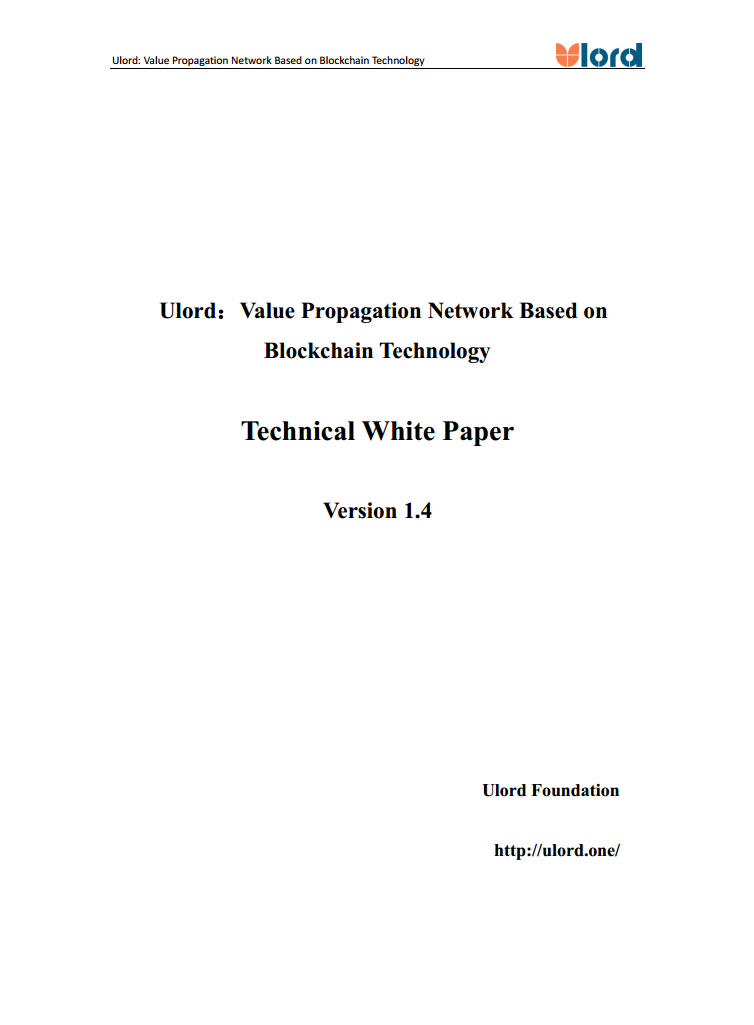 Ulord: Value Propagation Network Based on Blockchain Technology
Ulord
Ulord：Value Propagation Network Based on
Blockchain Technology
Technical White Paper
Version 1.4
Ulord Foundation
http://ulord.one/